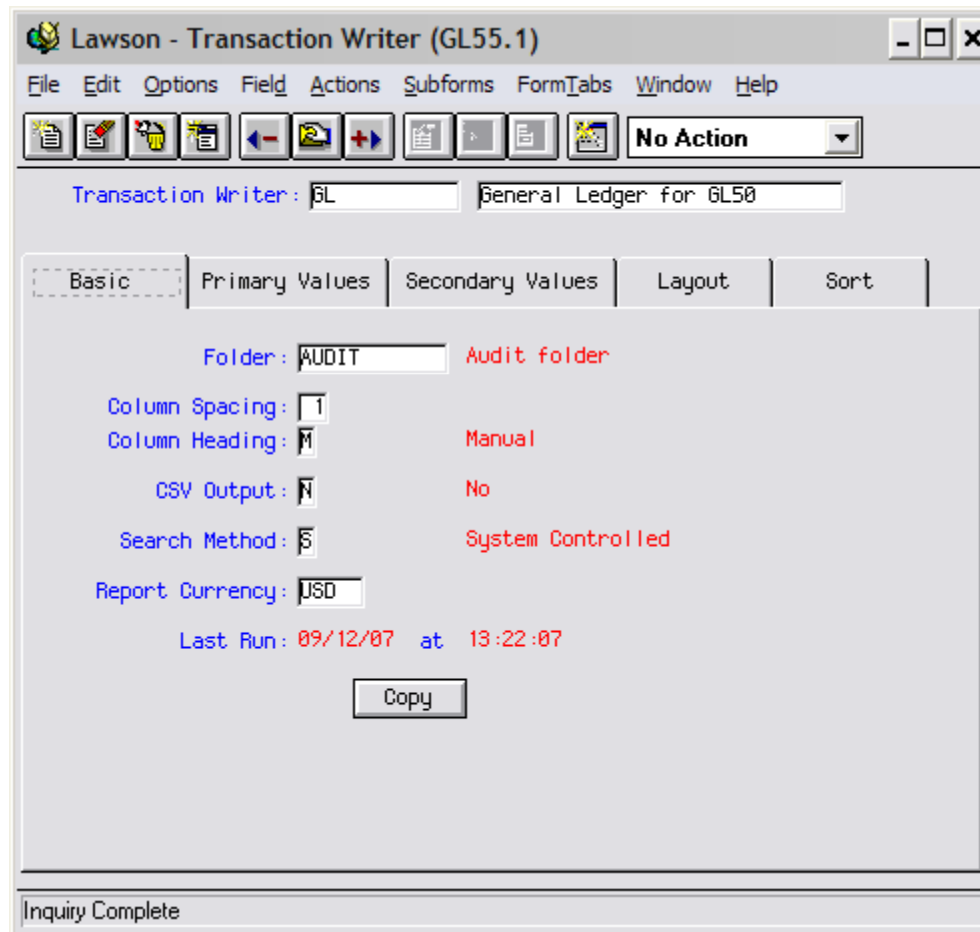 Lawson - Transaction Writer (GL55.1)
File Edit Options Field Actions Subforms FormTabs Window Help
No Action
Transaction Writer: GL General Ledger for GL50
Basic Primary Values Secondary Values Layout Sort
Folder: AUDIT Audit folder
Column Spacing: 1
Column Heading: M Manual
CSV Output: N No
Search Method: S System Controlled
Report Currency: USD
Last Run: 09/12/07 at 13:22:07
Copy
Inquiry Complete